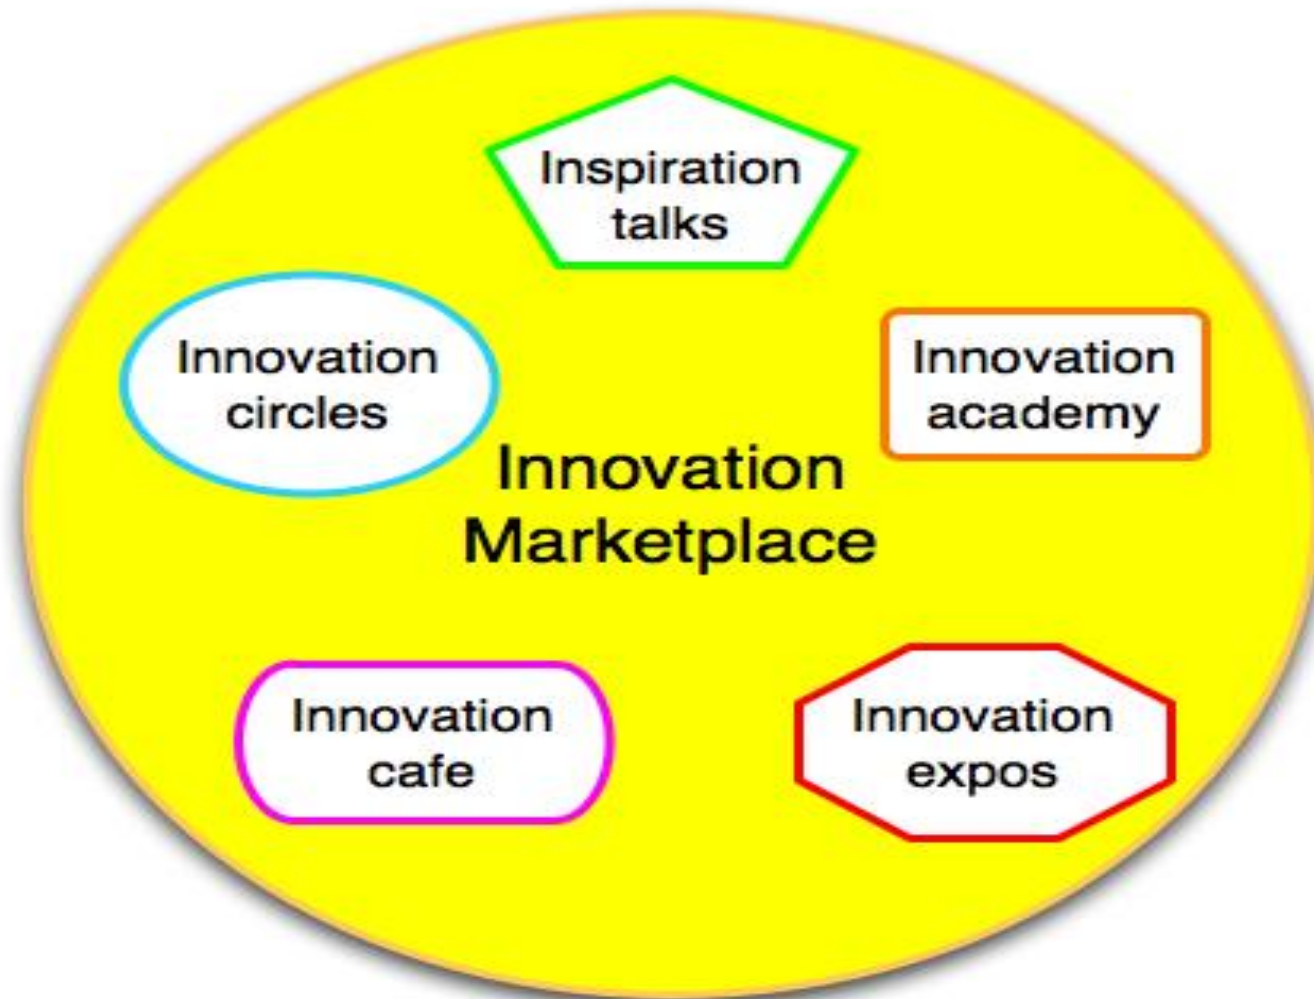 Inspiration
talks
Innovation
circles
Innovation
academy
Innovation
Marketplace
Innovation
cafe
Innovation
expos